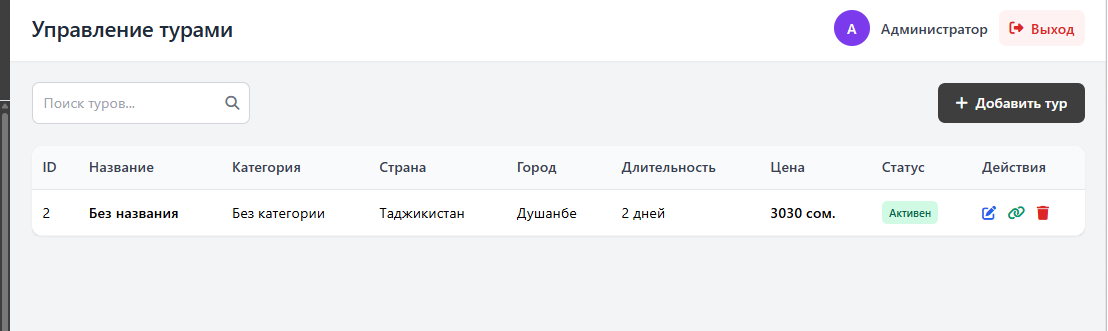 Управление турами
А Администратор Выход
Поиск туров...
Добавить тур
ID Название Категория Страна Город Длительность Цена Статус Действия
2 Без названия Без категории Таджикистан Душанбе 2 дней 3030 сом. Активен